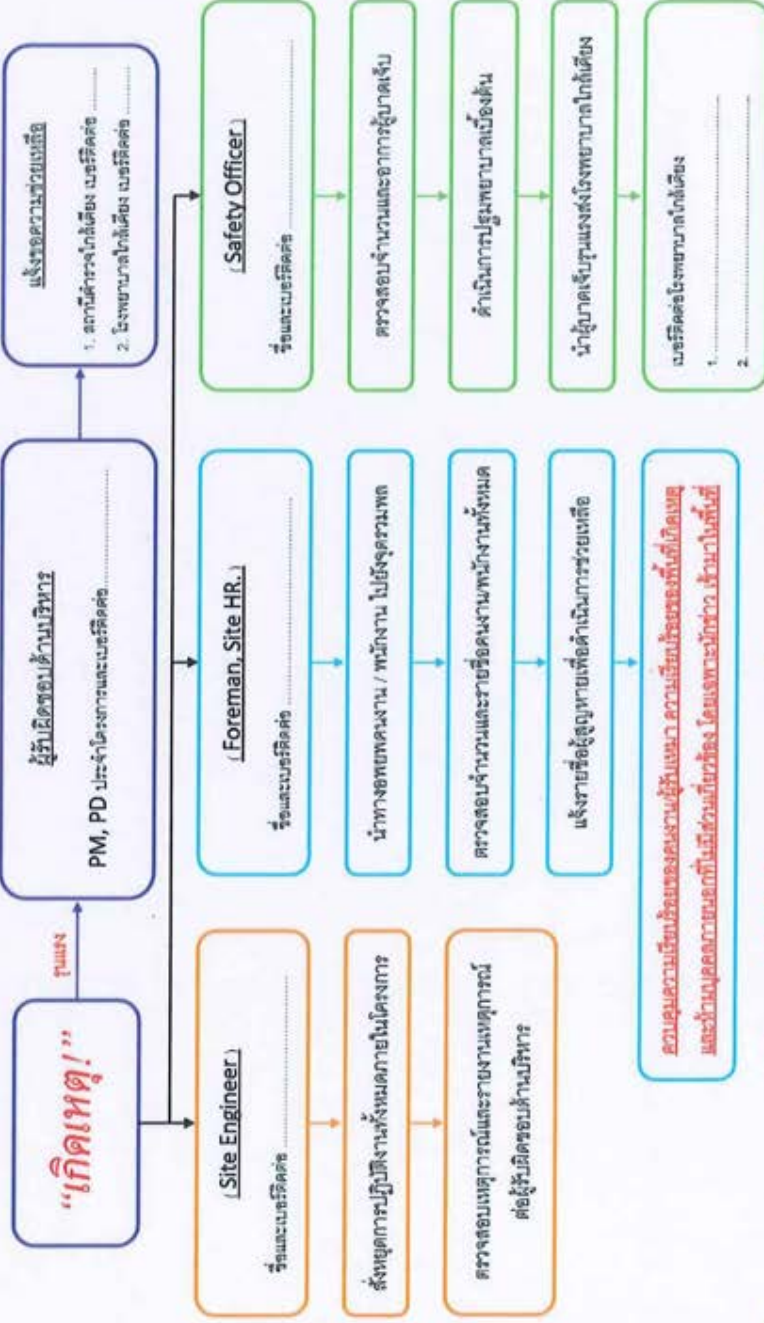 “เกิดเหตุ!”
รุนแรง
ผู้รับผิดชอบด้านบริหาร
PM, PD ประจำโครงการและเบอร์ติดต่อ..............................
แจ้งขอความช่วยเหลือ
1. สถานีตำรวจใกล้เคียง เบอร์ติดต่อ ............
2. โรงพยาบาลใกล้เคียง เบอร์ติดต่อ ............
(Site Engineer)
ชื่อและเบอร์ติดต่อ ..............................
สั่งหยุดการปฏิบัติงานทั้งหมดภายในโครงการ
ตรวจสอบเหตุการณ์และรายงานเหตุการณ์
ต่อผู้รับผิดชอบด้านบริหาร
(Foreman, Site HR.)
ชื่อและเบอร์ติดต่อ ..............................
นำทางอพยพคนงาน / พนักงาน ไปยังจุดรวมพล
ตรวจสอบจำนวนและรายชื่อคนงาน/พนักงานทั้งหมด
แจ้งรายชื่อผู้สูญหายเพื่อดำเนินการช่วยเหลือ
ควบคุมความเรียบร้อยของคนงาน/ผู้รับเหมา ความเรียบร้อยของพื้นที่เกิดเหตุ
และห้ามบุคคลภายนอกที่ไม่มีส่วนเกี่ยวข้อง โดยเฉพาะนักข่าว เข้ามาในพื้นที่
(Safety Officer)
ชื่อและเบอร์ติดต่อ ..............................
ตรวจสอบจำนวนและอาการผู้บาดเจ็บ
ดำเนินการปฐมพยาบาลเบื้องต้น
นำผู้บาดเจ็บรุนแรงส่งโรงพยาบาลใกล้เคียง
เบอร์ติดต่อโรงพยาบาลใกล้เคียง
1. ..............................
2. ..............................